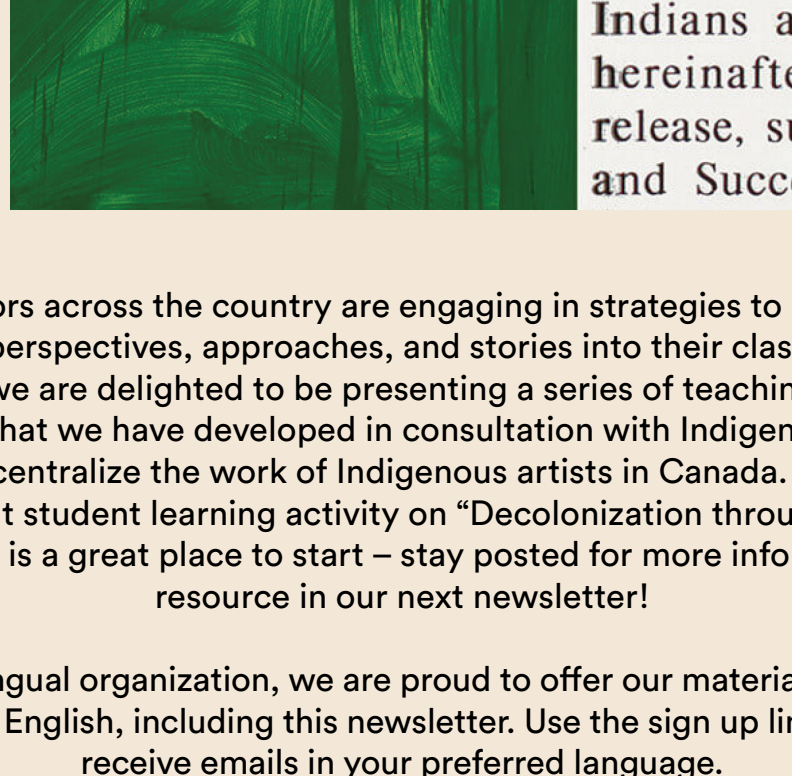 Indians a
hereinafte
release, su
and Succe
ors across the country are engaging in strategies to
perspectives, approaches, and stories into their clas
we are delighted to be presenting a series of teachin
hat we have developed in consultation with Indigen
centralize the work of Indigenous artists in Canada.
t student learning activity on “Decolonization throu
is a great place to start – stay posted for more info
resource in our next newsletter!
ngual organization, we are proud to offer our materia
English, including this newsletter. Use the sign up lin
receive emails in your preferred language.